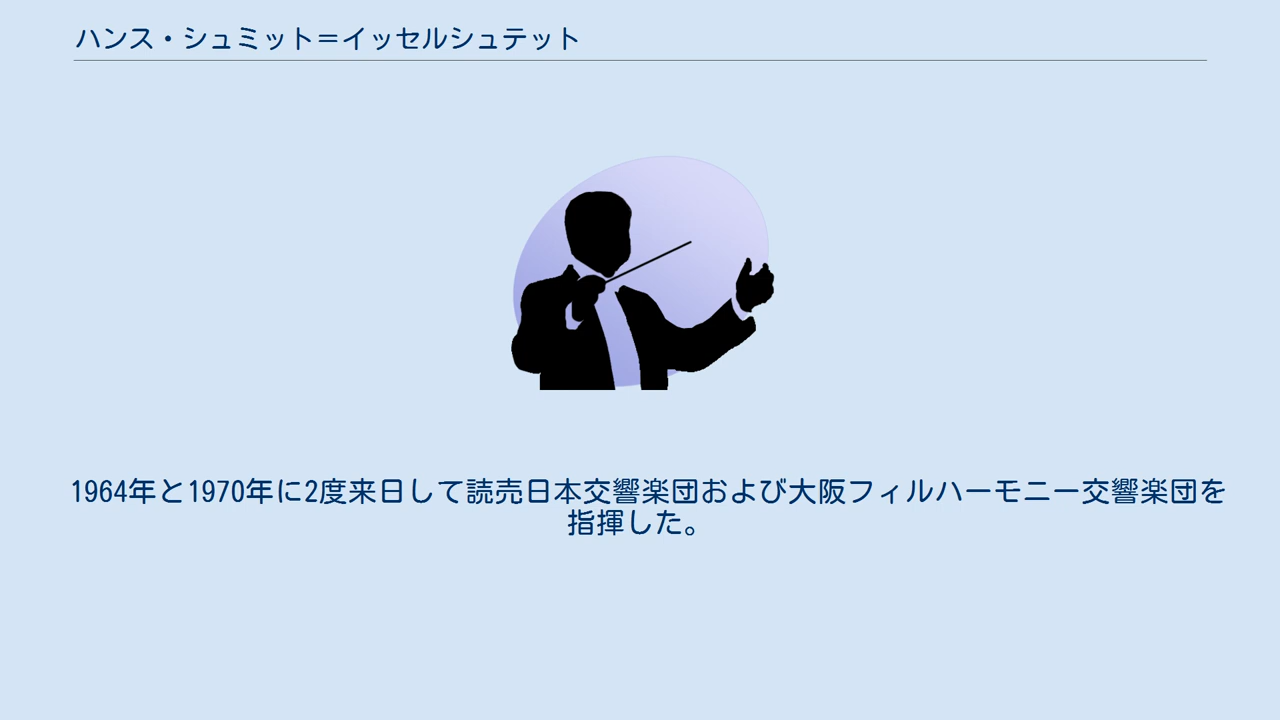 ハンス・シュミット＝イッセルシュテット
1964年と1970年に2度来日して読売日本交響楽団および大阪フィルハーモニー交響楽団を
指揮した。